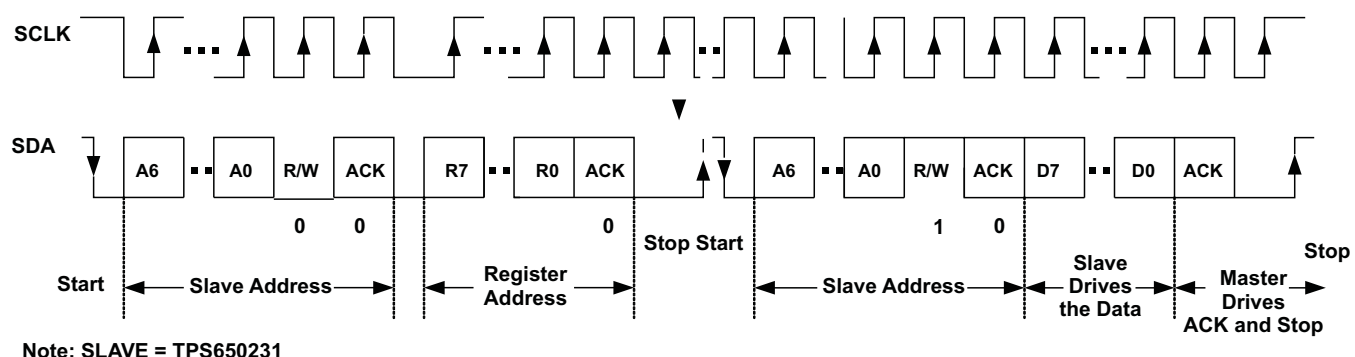 SCLK
SDA
A6 A0 R/W ACK R7 R0 ACK A6 A0 R/W ACK D7 D0 ACK
0 0 0 1 0
Stop Start
Start
Slave Address
Register
Address
Slave Address
Slave
Drives
the Data
Master
Drives
ACK and Stop
Stop
Note: SLAVE = TPS650231